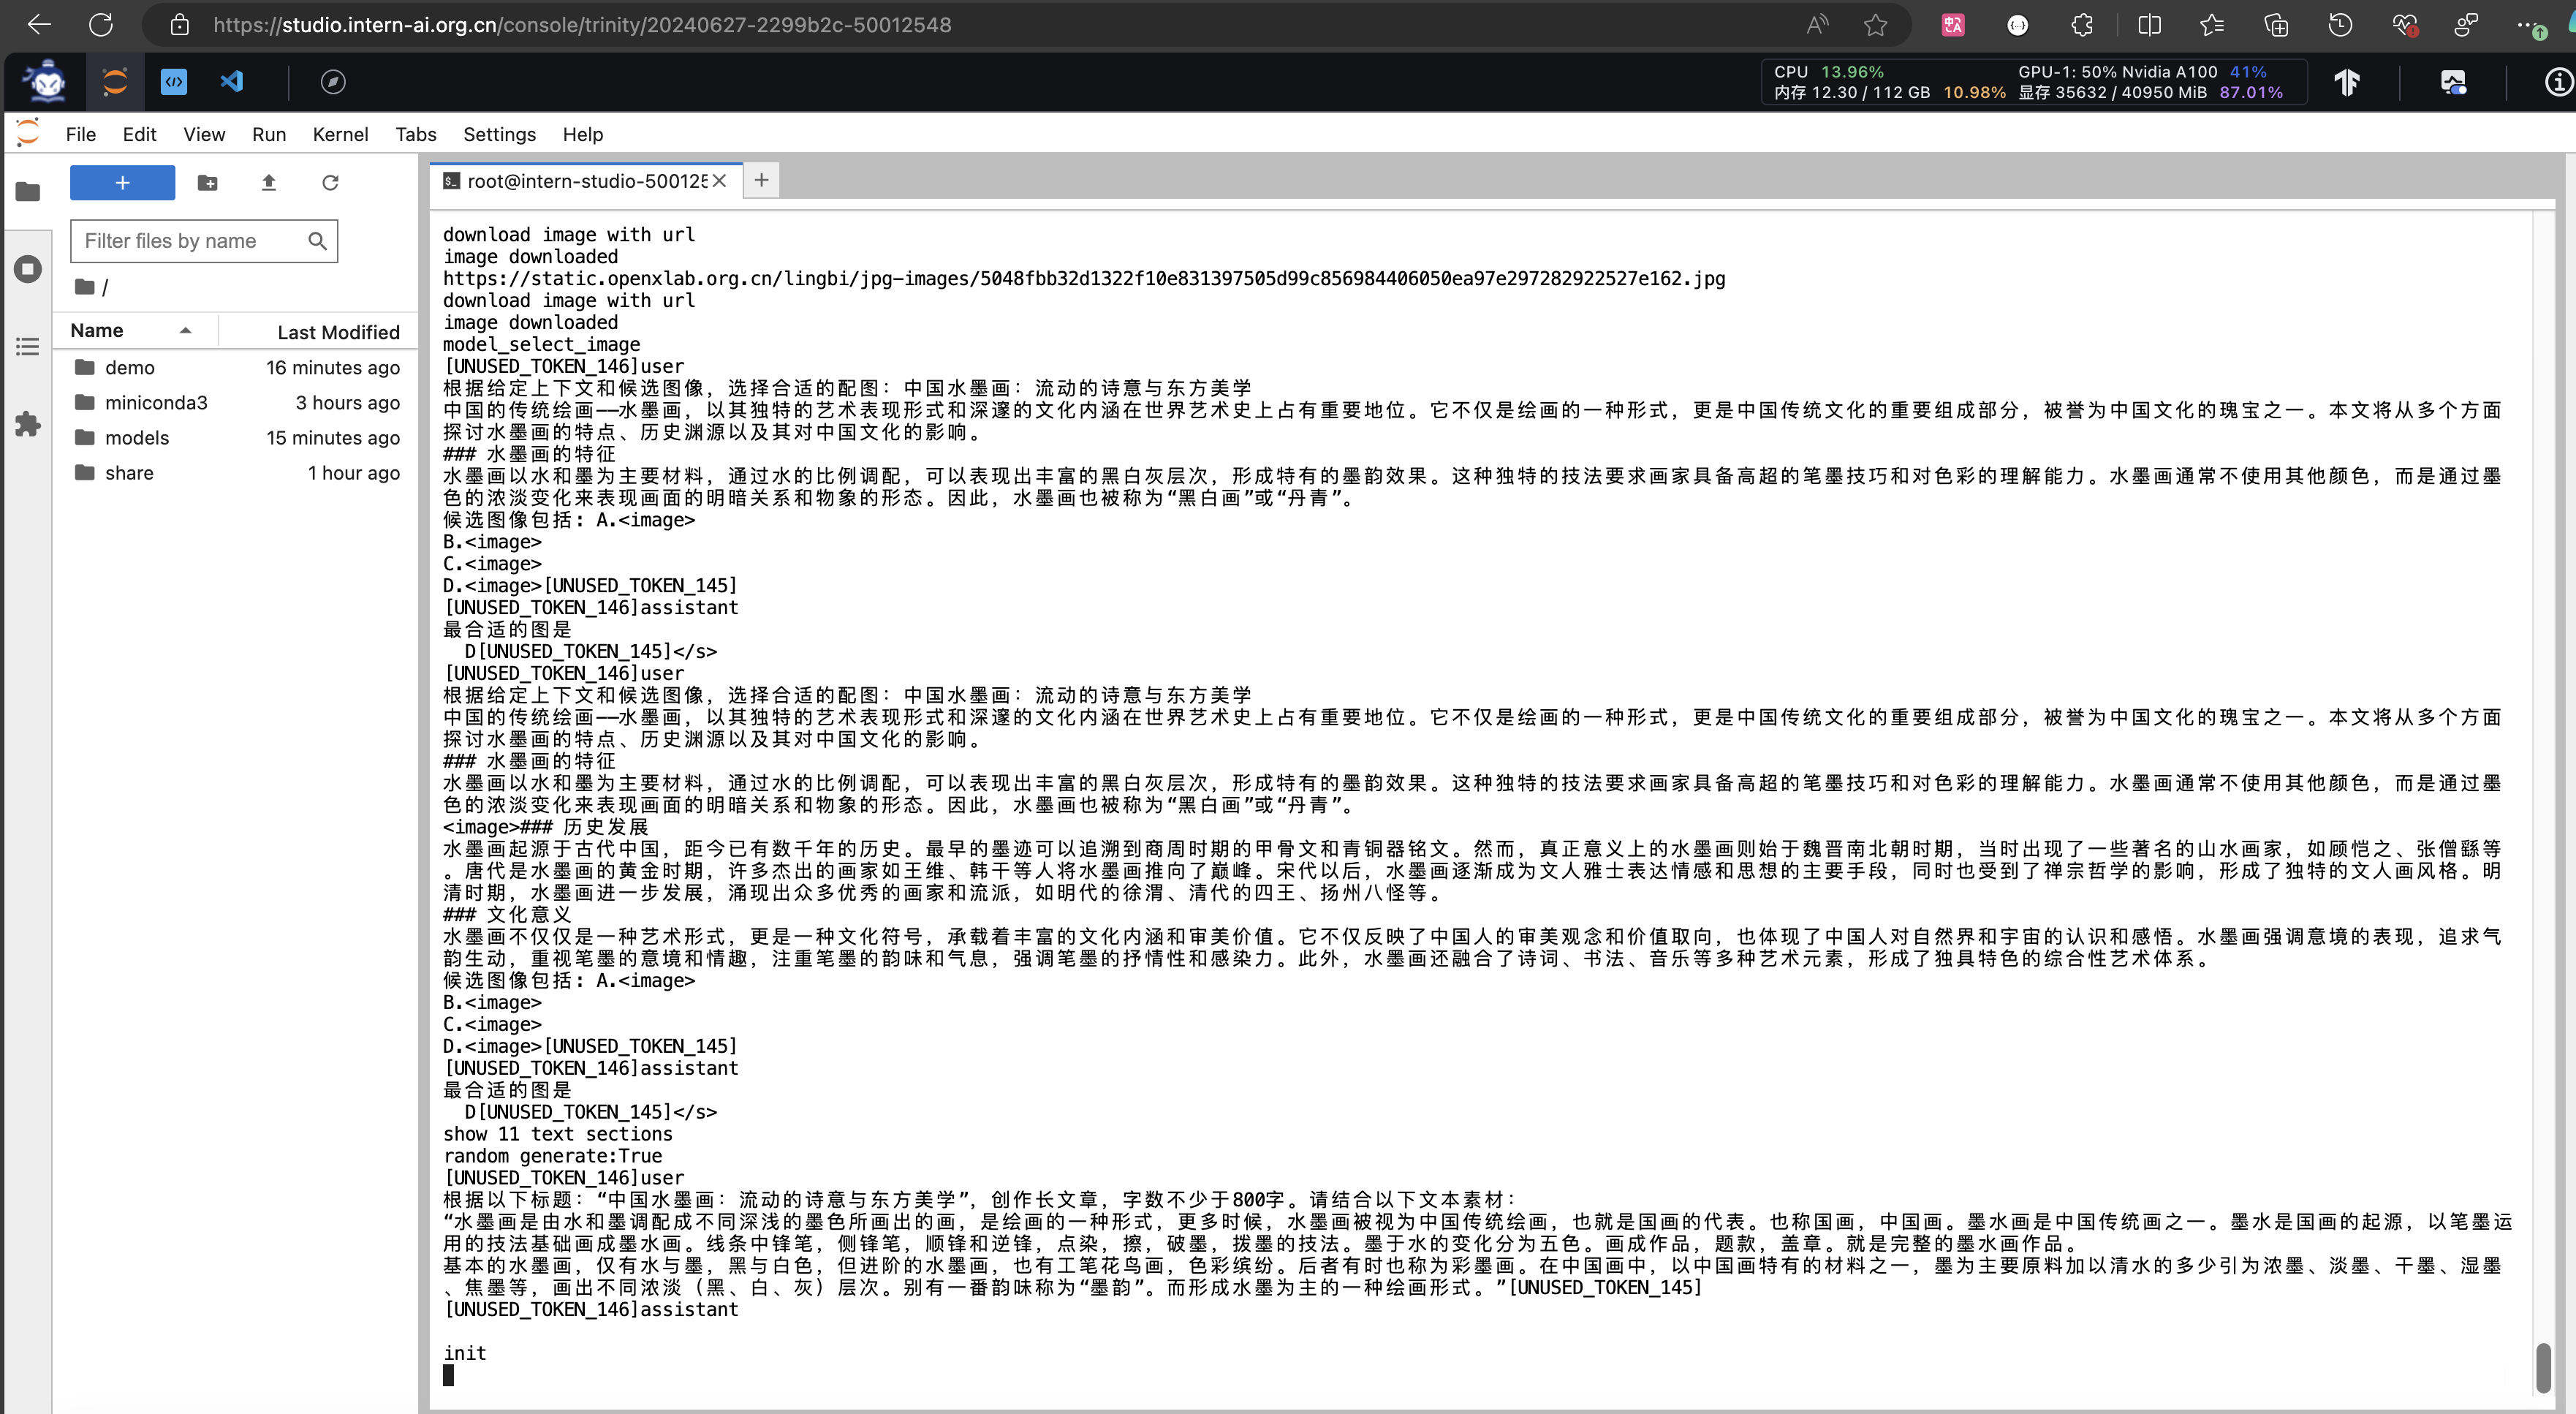 https://studio.intern-ai.org.cn/console/trinity/20240627-2299b2c-50012548
CPU 13.96% GPU-1: 50% Nvidia A100 41%
内存 12.30 / 112 GB 10.98% 显存 35632 / 40950 MiB 87.01%
File Edit View Run Kernel Tabs Settings Help
root@intern-studio-500125
Filter files by name
/
Name Last Modified
demo 16 minutes ago
miniconda3 3 hours ago
models 15 minutes ago
share 1 hour ago
download image with url
image downloaded
https://static.openxlab.org.cn/lingbi/jpg-images/5048fbb32d1322f10e831397505d99c856984406050ea97e297282922527e162.jpg
download image with url
image downloaded
model_select_image
[UNUSED_TOKEN_146]user
根据给定上下文和候选图像，选择合适的配图：中国水墨画：流动的诗意与东方美学
中国的传统绘画——水墨画，以其独特的艺术表现形式和深邃的文化内涵在世界艺术史上占有重要地位。它不仅是绘画的一种形式，更是中国传统文化的重要组成部分，被誉为中国文化的瑰宝之一。本文将从多个方面
探讨水墨画的特点、历史渊源以及其对中国文化的影响。
### 水墨画的特征
水墨画以水和墨为主要材料，通过水的比例调配，可以表现出丰富的黑白灰层次，形成特有的墨韵效果。这种独特的技法要求画家具备高超的笔墨技巧和对色彩的理解能力。水墨画通常不使用其他颜色，而是通过墨
色的浓淡变化来表现画面的明暗关系和物象的形态。因此，水墨画也被称为“黑白画”或“丹青”。
候选图像包括: A.<image>
B.<image>
C.<image>
D.<image>[UNUSED_TOKEN_145]
[UNUSED_TOKEN_146]assistant
最合适的图是
D[UNUSED_TOKEN_145]</s>
[UNUSED_TOKEN_146]user
根据给定上下文和候选图像，选择合适的配图：中国水墨画：流动的诗意与东方美学
中国的传统绘画——水墨画，以其独特的艺术表现形式和深邃的文化内涵在世界艺术史上占有重要地位。它不仅是绘画的一种形式，更是中国传统文化的重要组成部分，被誉为中国文化的瑰宝之一。本文将从多个方面
探讨水墨画的特点、历史渊源以及其对中国文化的影响。
### 水墨画的特征
水墨画以水和墨为主要材料，通过水的比例调配，可以表现出丰富的黑白灰层次，形成特有的墨韵效果。这种独特的技法要求画家具备高超的笔墨技巧和对色彩的理解能力。水墨画通常不使用其他颜色，而是通过墨
色的浓淡变化来表现画面的明暗关系和物象的形态。因此，水墨画也被称为“黑白画”或“丹青”。
<image>### 历史发展
水墨画起源于古代中国，距今已有数千年的历史。最早的墨迹可以追溯到商周时期的甲骨文和青铜器铭文。然而，真正意义上的水墨画则始于魏晋南北朝时期，当时出现了一些著名的山水画家，如顾恺之、张僧繇等
。唐代是水墨画的黄金时期，许多杰出的画家如王维、韩干等人将水墨画推向了巅峰。宋代以后，水墨画逐渐成为文人雅士表达情感和思想的主要手段，同时也受到了禅宗哲学的影响，形成了独特的文人画风格。明
清时期，水墨画进一步发展，涌现出众多优秀的画家和流派，如明代的徐渭、清代的四王、扬州八怪等。
### 文化意义
水墨画不仅仅是一种艺术形式，更是一种文化符号，承载着丰富的文化内涵和审美价值。它不仅反映了中国人的审美观念和价值取向，也体现了中国人对自然界和宇宙的认识和感悟。水墨画强调意境的表现，追求气
韵生动，重视笔墨的意境和情趣，注重笔墨的韵味和气息，强调笔墨的抒情性和感染力。此外，水墨画还融合了诗词、书法、音乐等多种艺术元素，形成了独具特色的综合性艺术体系。
候选图像包括: A.<image>
B.<image>
C.<image>
D.<image>[UNUSED_TOKEN_145]
[UNUSED_TOKEN_146]assistant
最合适的图是
D[UNUSED_TOKEN_145]</s>
show 11 text sections
random generate:True
[UNUSED_TOKEN_146]user
根据以下标题：“中国水墨画：流动的诗意与东方美学”，创作长文章，字数不少于800字。请结合以下文本素材：
“水墨画是由水和墨调配成不同深浅的墨色所画出的画，是绘画的一种形式，更多时候，水墨画被视为中国传统绘画，也就是国画的代表。也称国画，中国画。墨水画是中国传统画之一。墨水是国画的起源，以笔墨运
用的技法基础画成墨水画。线条中锋笔，侧锋笔，顺锋和逆锋，点染，擦，破墨，拨墨的技法。墨于水的变化分为五色。画成作品，题款，盖章。就是完整的墨水画作品。
基本的水墨画，仅有水与墨，黑与白色，但进阶的水墨画，也有工笔花鸟画，色彩缤纷。后者有时也称为彩墨画。在中国画中，以中国画特有的材料之一，墨为主要原料加以清水的多少引为浓墨、淡墨、干墨、湿墨
、焦墨等，画出不同浓淡（黑、白、灰）层次。别有一番韵味称为“墨韵”。而形成水墨为主的一种绘画形式。”[UNUSED_TOKEN_145]
[UNUSED_TOKEN_146]assistant
init